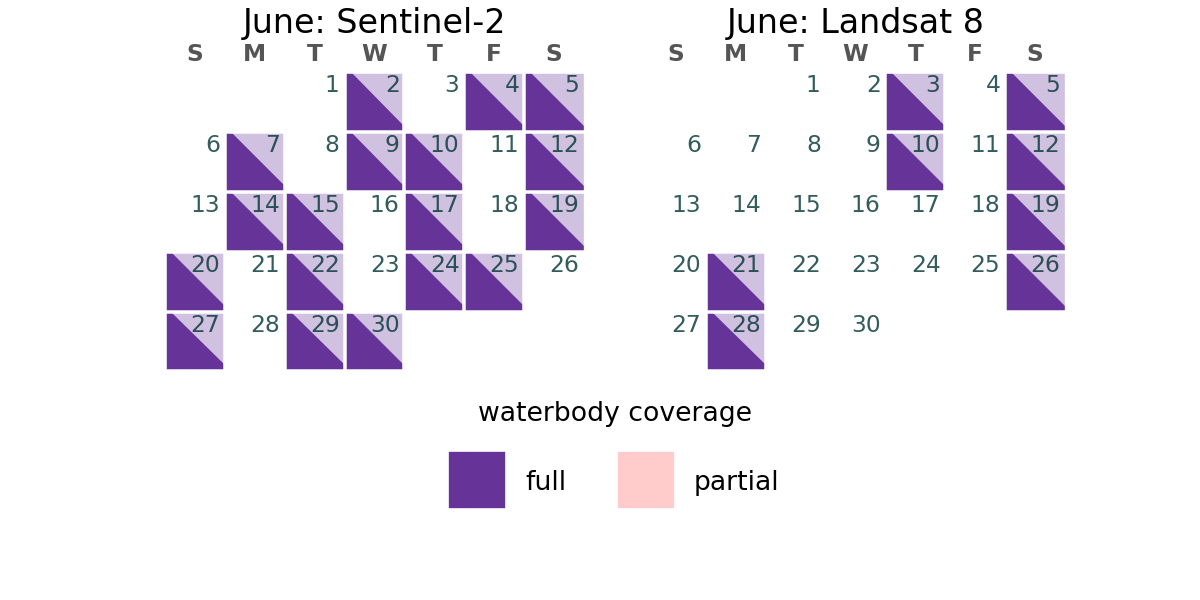 June: Sentinel-2
S M T W T F S
1 2 3 4 5
6 7 8 9 10 11 12
13 14 15 16 17 18 19
20 21 22 23 24 25 26
27 28 29 30
June: Landsat 8
S M T W T F S
1 2 3 4 5
6 7 8 9 10 11 12
13 14 15 16 17 18 19
20 21 22 23 24 25 26
27 28 29 30
waterbody coverage
full partial